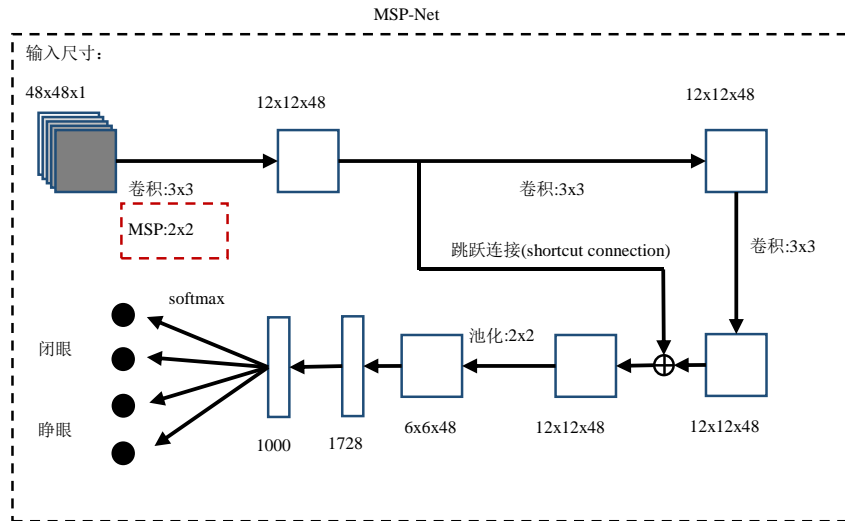 MSP-Net
输入尺寸：
48x48x1
12x12x48
12x12x48
卷积:3x3
卷积:3x3
MSP:2x2
跳跃连接(shortcut connection)
卷积:3x3
softmax
池化:2x2
闭眼
睁眼
1000
1728
6x6x48
12x12x48
12x12x48